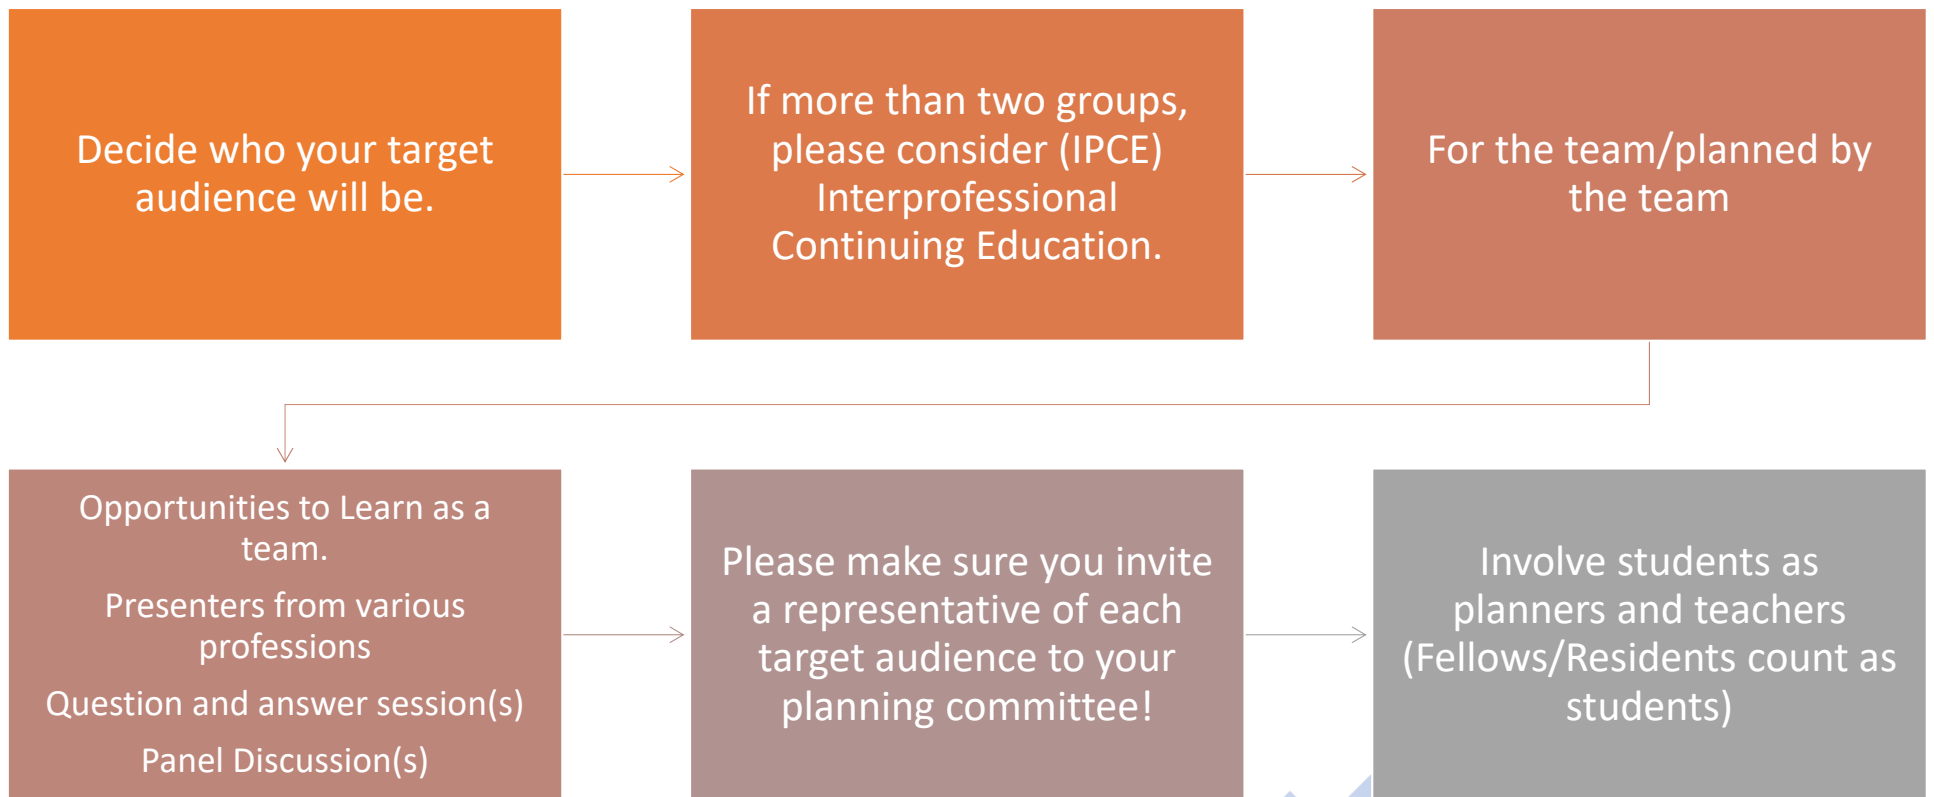 Decide who your target
audience will be.
If more than two groups,
please consider (IPCE)
Interprofessional
Continuing Education.
For the team/planned by
the team
Opportunities to Learn as a
team.
Presenters from various
professions
Question and answer session(s)
Panel Discussion(s)
Please make sure you invite
a representative of each
target audience to your
planning committee!
Involve students as
planners and teachers
(Fellows/Residents count as
students)